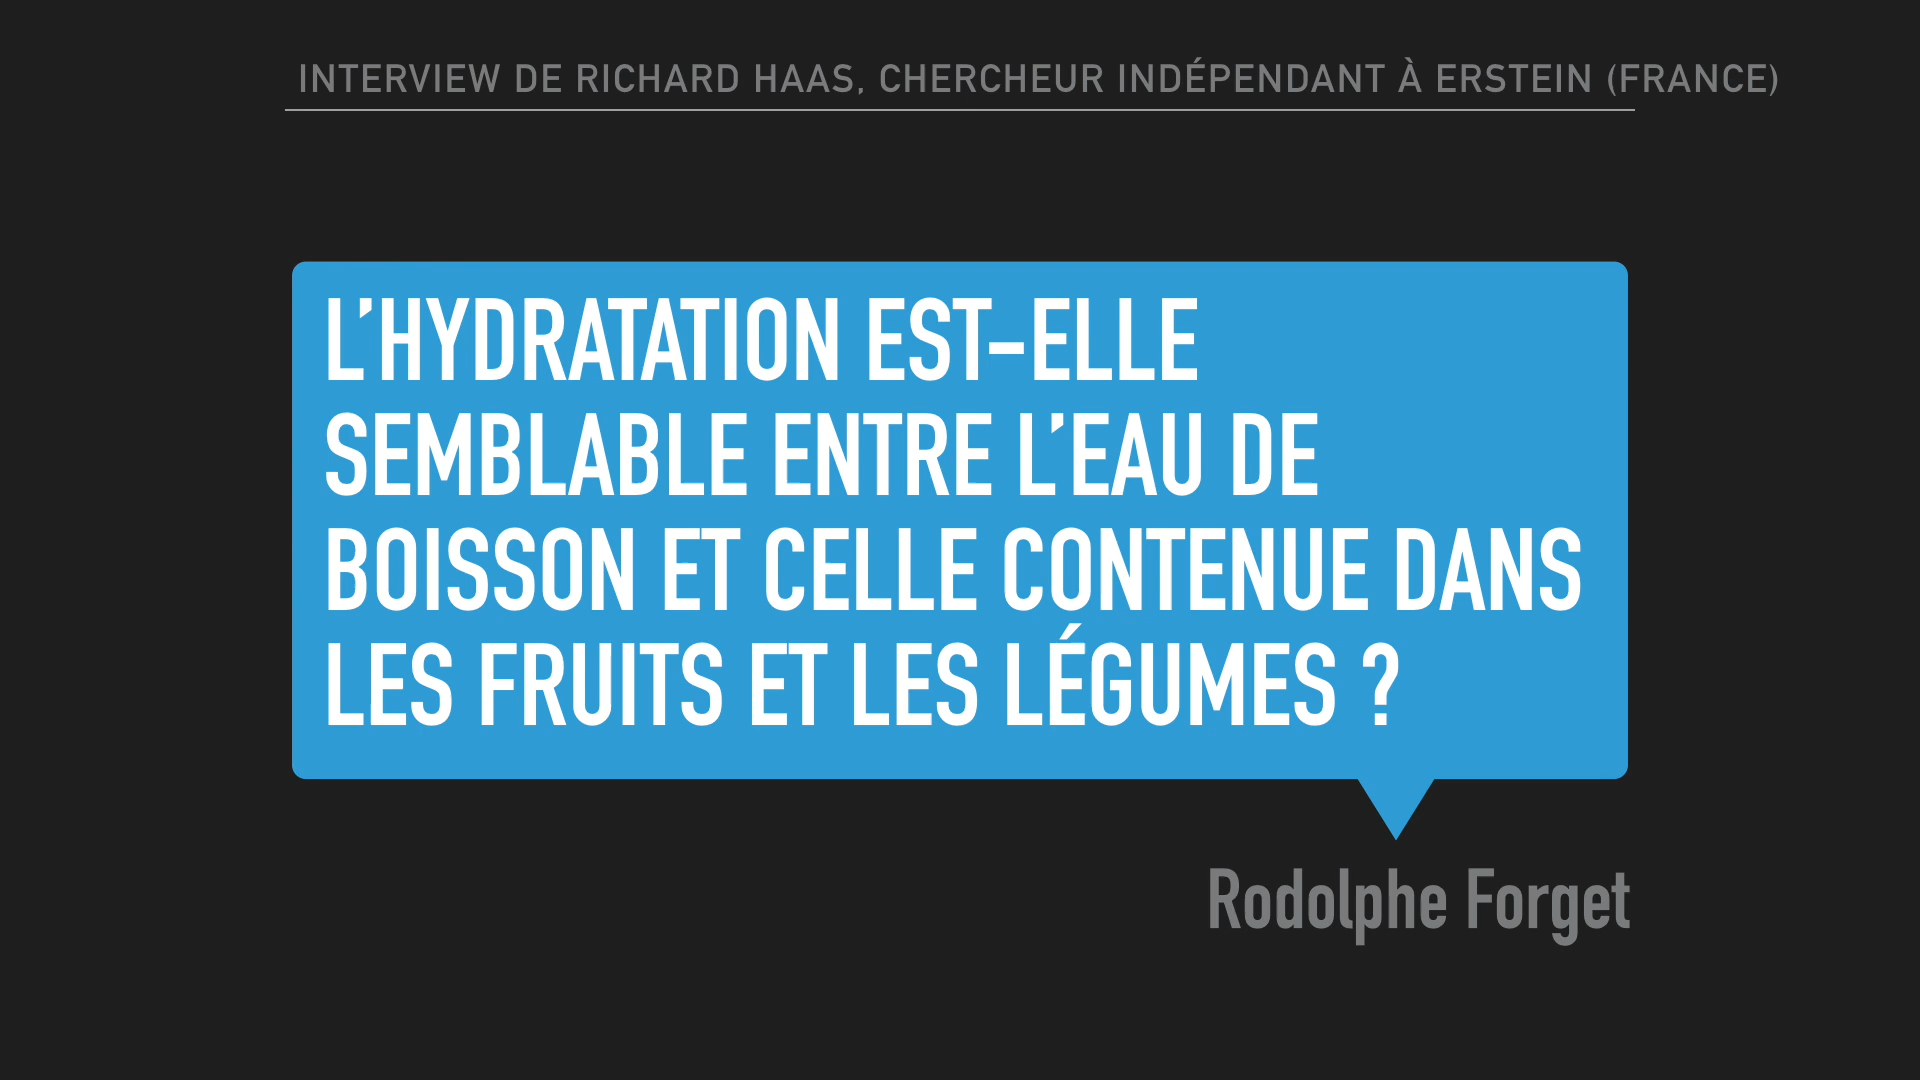 INTERVIEW DE RICHARD HAAS, CHERCHEUR INDÉPENDANT À ERSTEIN (FRANCE)
L’HYDRATATION EST-ELLE
SEMBLABLE ENTRE L’EAU DE
BOISSON ET CELLE CONTENUE DANS
LES FRUITS ET LES LÉGUMES ?
Rodolphe Forget